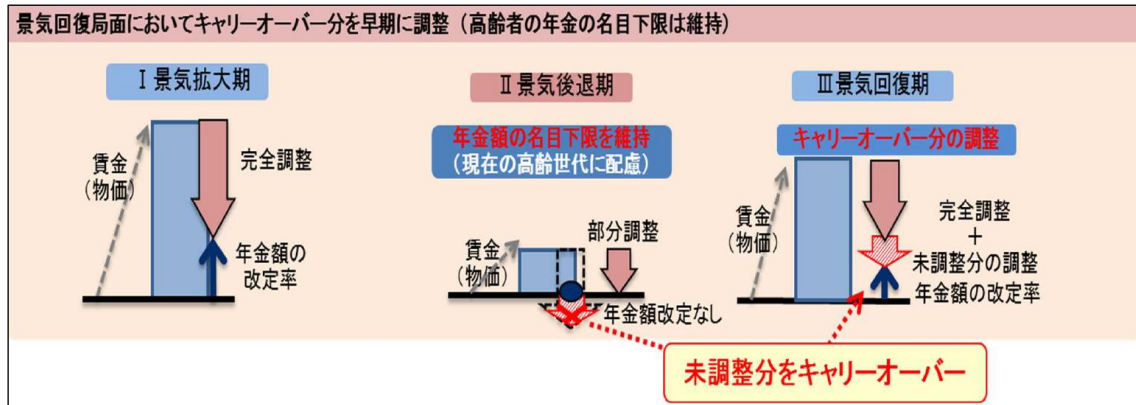 景気回復局面においてキャリーオーバー分を早期に調整（高齢者の年金の名目下限は維持）
Ⅰ景気拡大期
賃金
（物価）
完全調整
年金額の
改定率
Ⅱ景気後退期
年金額の名目下限を維持
（現在の高齢世代に配慮）
賃金
（物価）
部分調整
年金額改定なし
Ⅲ景気回復期
キャリーオーバー分の調整
賃金
（物価）
完全調整
＋
未調整分の調整
年金額の改定率
未調整分をキャリーオーバー